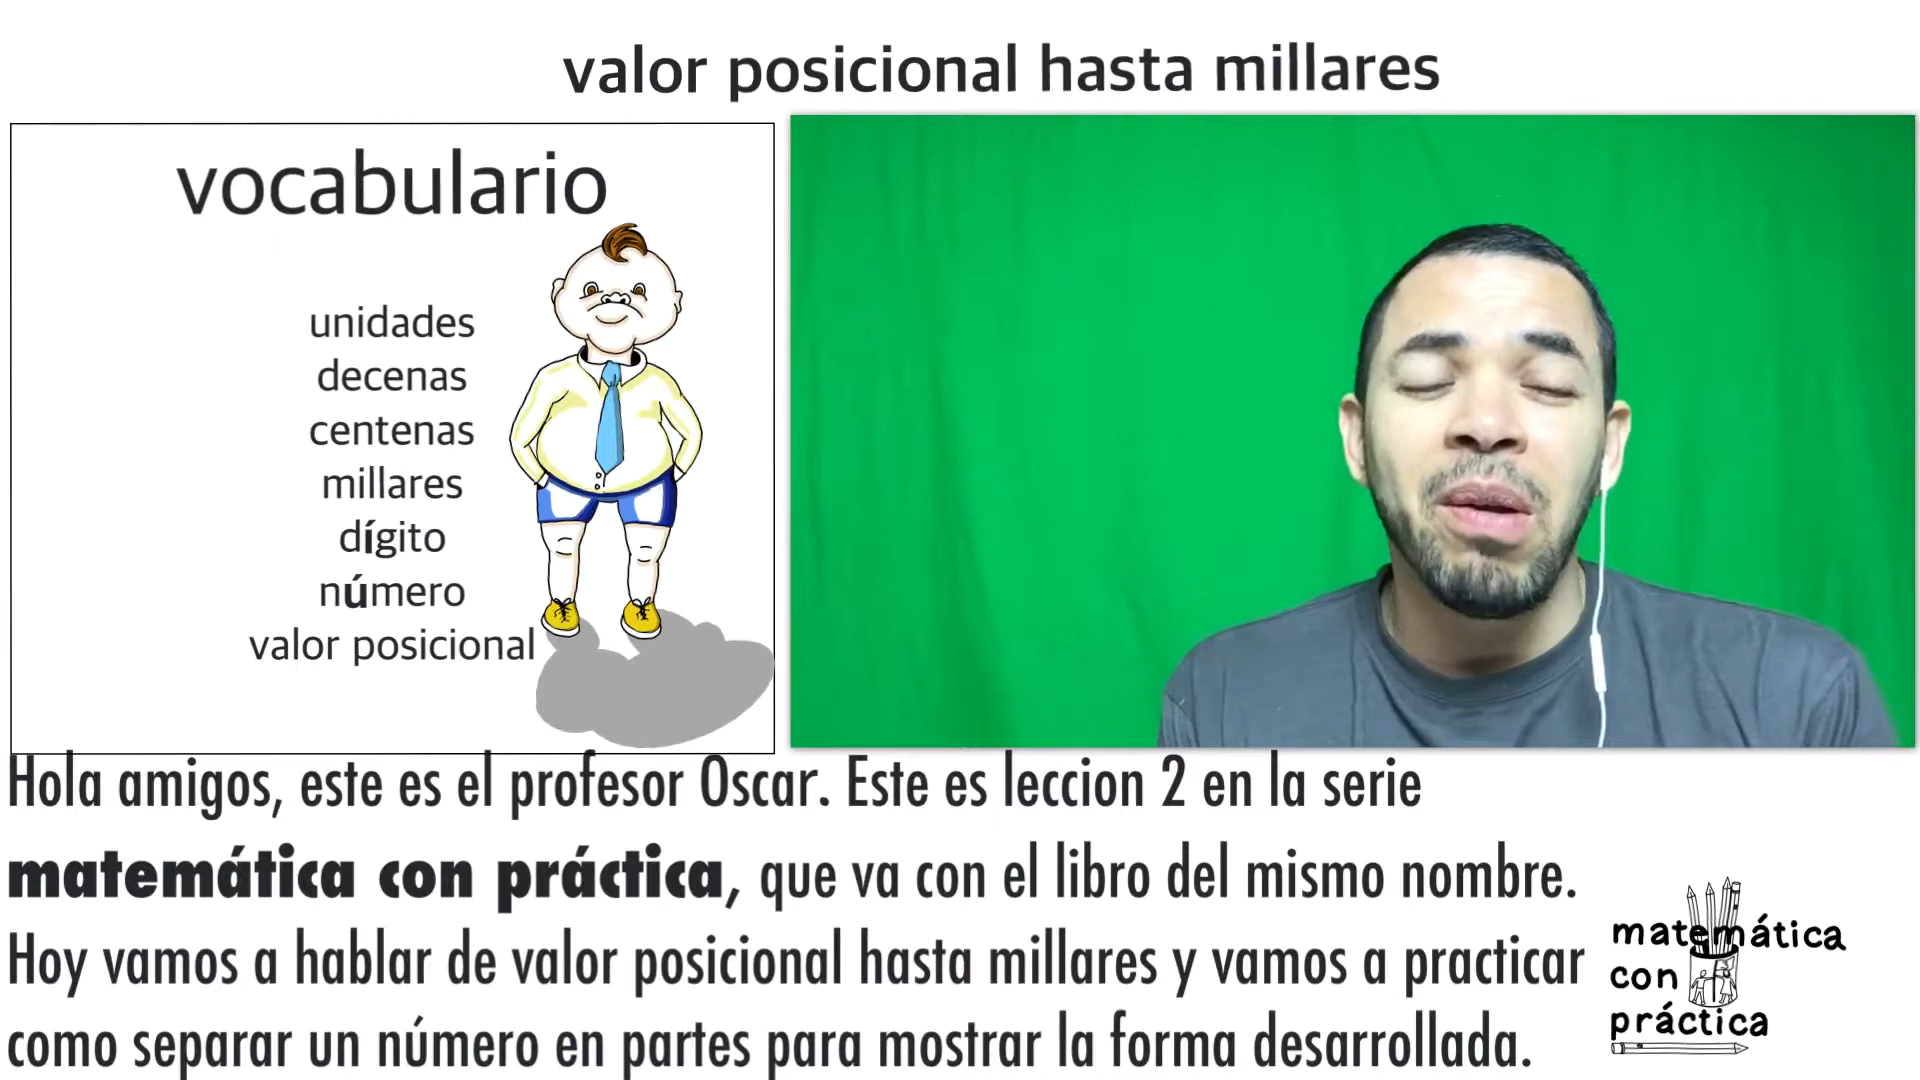 valor posicional hasta millares
vocabulario
unidades
decenas
centenas
millares
dígito
número
valor posicional
Hola amigos, este es el profesor Oscar. Este es leccion 2 en la serie
matemática con práctica, que va con el libro del mismo nombre.
Hoy vamos a hablar de valor posicional hasta millares y vamos a practicar
como separar un número en partes para mostrar la forma desarrollada.
matemática
con
práctica